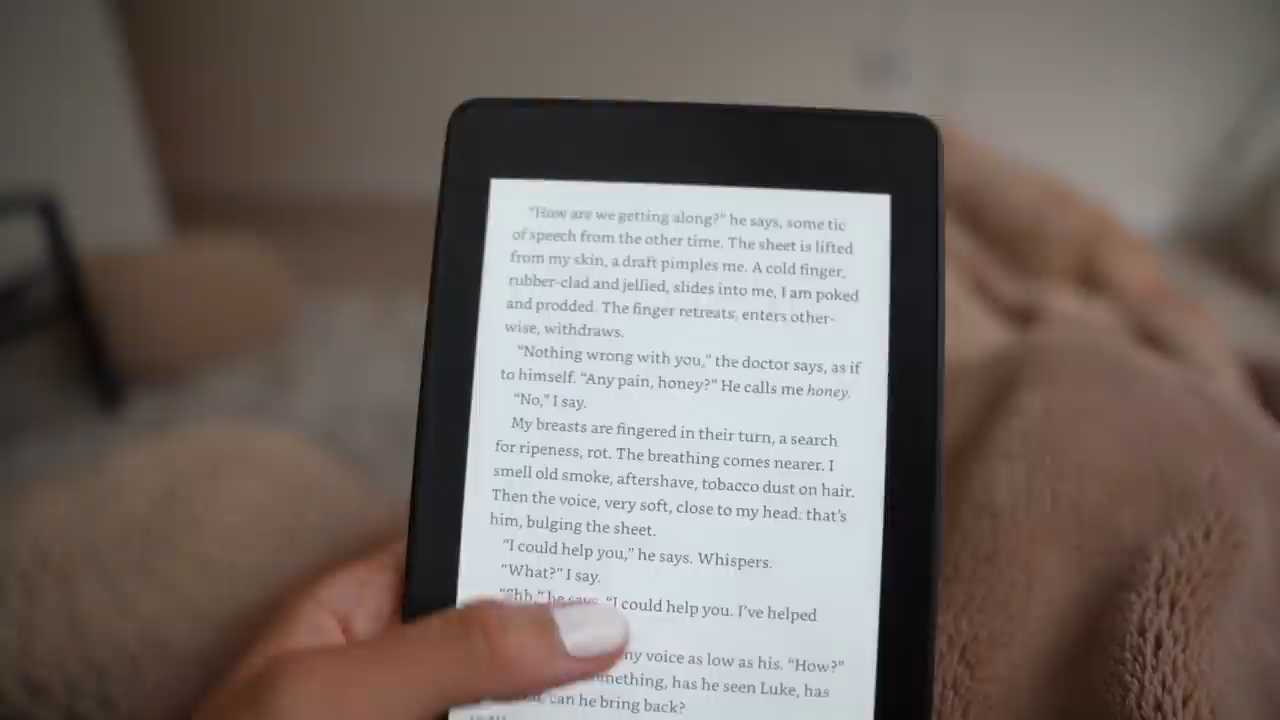 “How are we getting along?” he says, some tic
of speech from the other time. The sheet is lifted
from my skin, a draft pimples me. A cold finger,
rubber-clad and jellied, slides into me, I am poked
and prodded. The finger retreats, enters other-
wise, withdraws.
“Nothing wrong with you,” the doctor says, as if
to himself. “Any pain, honey?” He calls me honey.
“No,” I say.
My breasts are fingered in their turn, a search
for ripeness, rot. The breathing comes nearer. I
smell old smoke, aftershave, tobacco dust on hair.
Then the voice, very soft, close to my head: that’s
him, bulging the sheet.
“I could help you,” he says. Whispers.
“What?” I say.
“Shh,” he says. “I could help you. I’ve helped
my voice as low as his. “How?”
has he seen Luke, has
can he bring back?